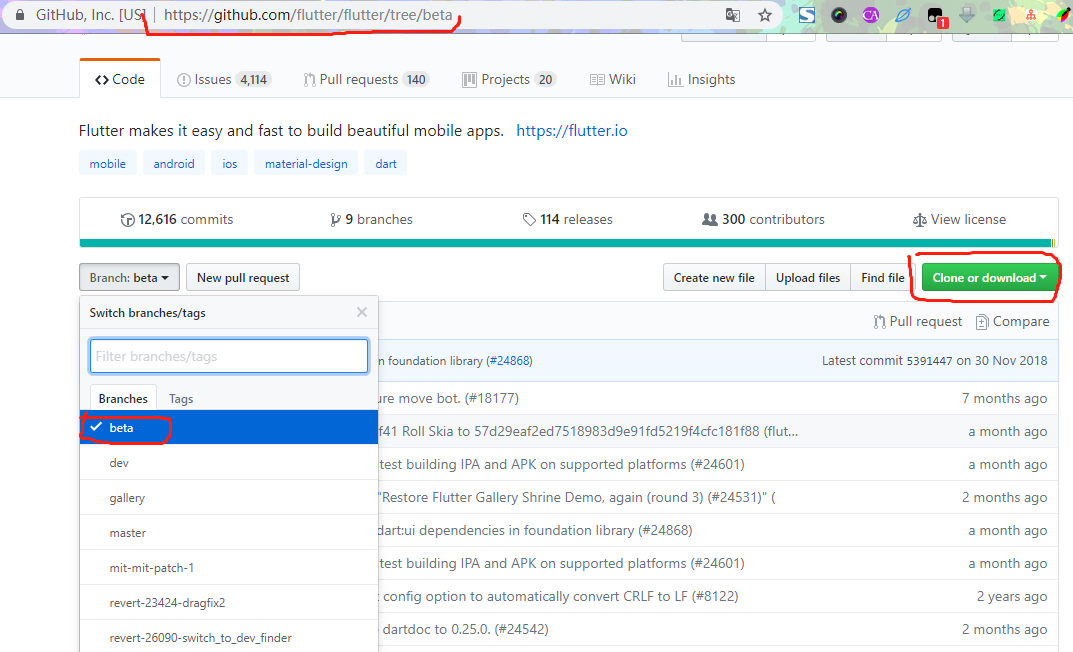 GitHub, Inc. [US] | https://github.com/flutter/flutter/tree/beta S CA 1
Code Issues 4,114 Pull requests 140 Projects 20 Wiki Insights
Flutter makes it easy and fast to build beautiful mobile apps. https://flutter.io
mobile android ios material-design dart
12,616 commits 9 branches 114 releases 300 contributors View license
Branch: beta New pull request Create new file Upload files Find file Clone or download
Switch branches/tags
Pull request Compare
Filter branches/tags
n foundation library (#24868) Latest commit 5391447 on 30 Nov 2018
Branches Tags
ure move bot. (#18177) 7 months ago
beta
f41 Roll Skia to 57d29eaf2ed7518983d9e91fd5219f4cfc181f88 (flut... a month ago
dev
test building IPA and APK on supported platforms (#24601) a month ago
gallery
"Restore Flutter Gallery Shrine Demo, again (round 3) (#24531)" ( 2 months ago
master
dart:ui dependencies in foundation library (#24868) a month ago
mit-mit-patch-1
test building IPA and APK on supported platforms (#24601) a month ago
revert-23424-dragfix2
config option to automatically convert CRLF to LF (#8122) 2 years ago
revert-26090-switch_to_dev_finder
dartdoc to 0.25.0. (#24542) 2 months ago